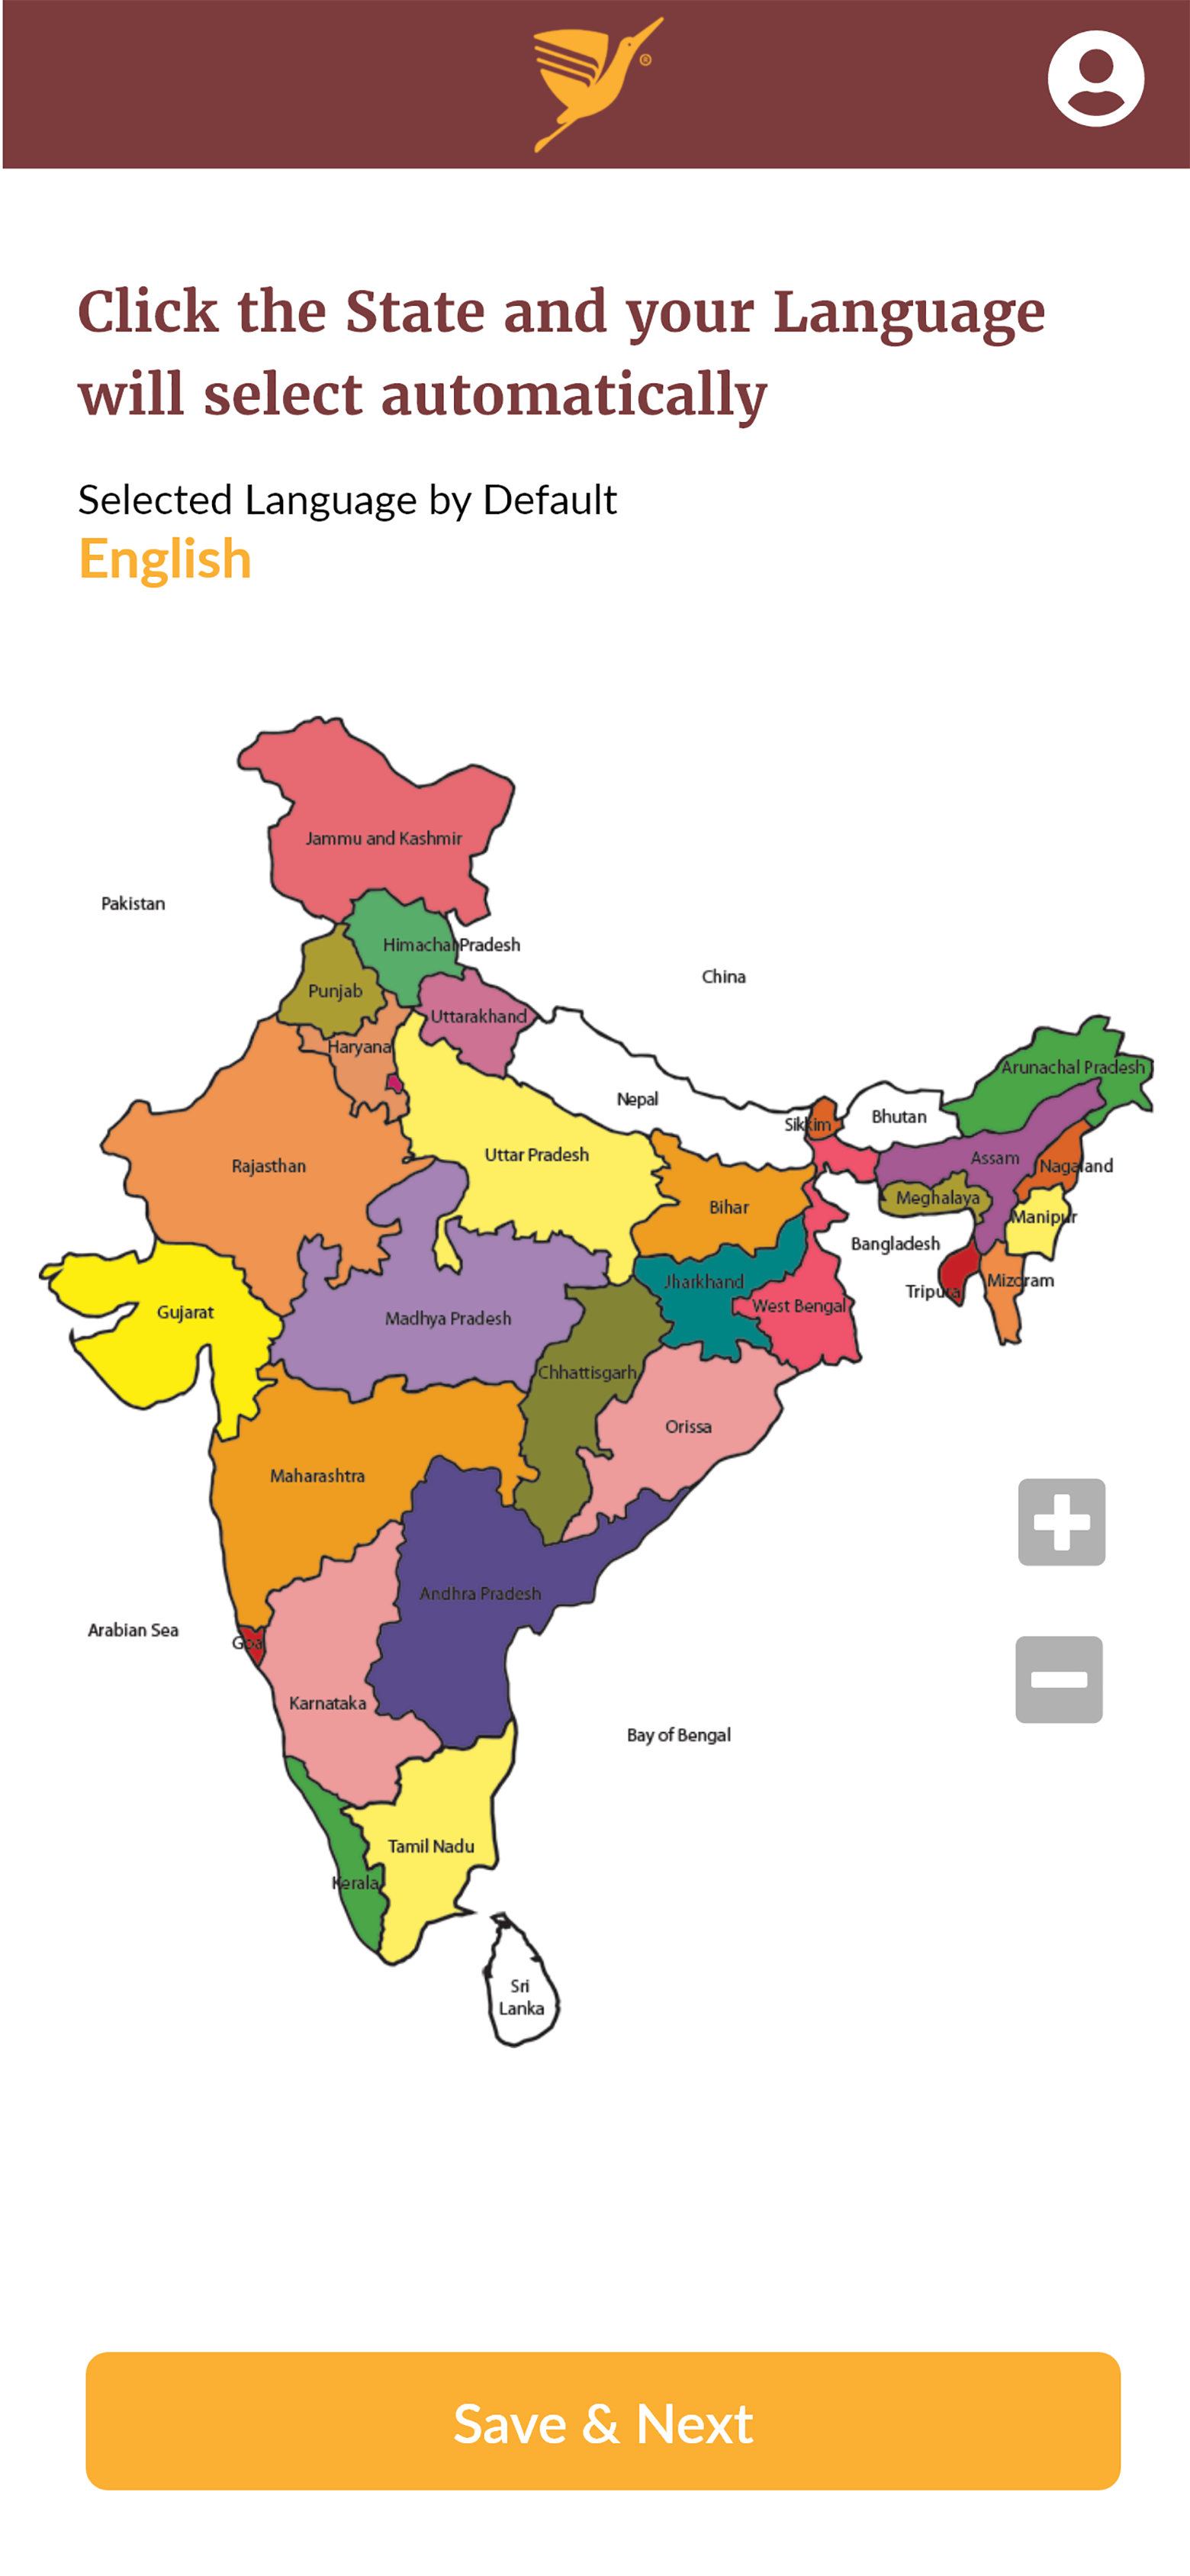 ®
Click the State and your Language
will select automatically
Selected Language by Default
English
Jammu and Kashmir
Pakistan
Himachal Pradesh
China
Punjab
Uttarakhand
Haryana
Arunachal Pradesh
Nepal
Bhutan
Sikkim
Uttar Pradesh
Assam
Nagaland
Rajasthan
Meghalaya
Bihar
Manipur
Bangladesh
Jharkhand
Mizoram
Tripura
West Bengal
Gujarat
Madhya Pradesh
Chhattisgarh
Orissa
Maharashtra
Andhra Pradesh
Arabian Sea
Goa
Karnataka
Bay of Bengal
Tamil Nadu
Kerala
Sri
Lanka
Save & Next